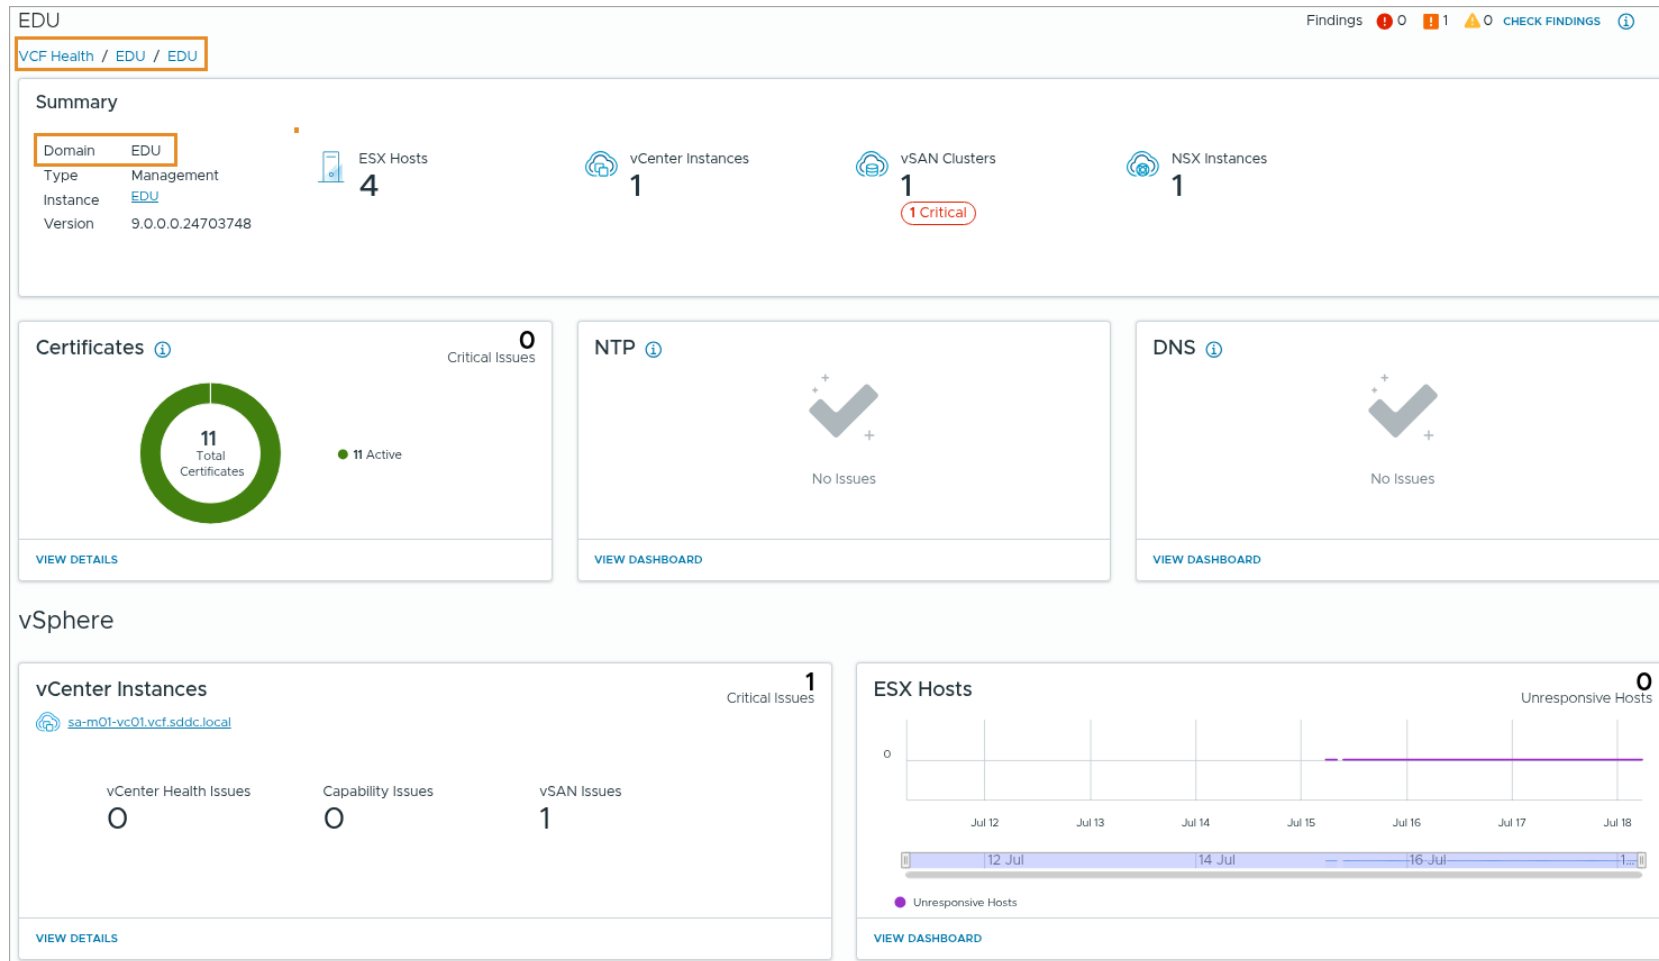 EDU
Findings 0 1 0 CHECK FINDINGS
VCF Health / EDU / EDU
Summary
Domain EDU
Type Management
Instance EDU
Version 9.0.0.0.24703748
ESX Hosts
4
vCenter Instances
1
vSAN Clusters
1
1 Critical
NSX Instances
1
Certificates
0
Critical Issues
11
Total
Certificates
11 Active
VIEW DETAILS
NTP
No Issues
VIEW DASHBOARD
DNS
No Issues
VIEW DASHBOARD
vSphere
vCenter Instances
1
Critical Issues
sa-m01-vc01.vcf.sddc.local
vCenter Health Issues
0
Capability Issues
0
vSAN Issues
1
VIEW DETAILS
ESX Hosts
0
Unresponsive Hosts
0
Jul 12 Jul 13 Jul 14 Jul 15 Jul 16 Jul 17 Jul 18
12 Jul 14 Jul 16 Jul 1...
Unresponsive Hosts
VIEW DASHBOARD